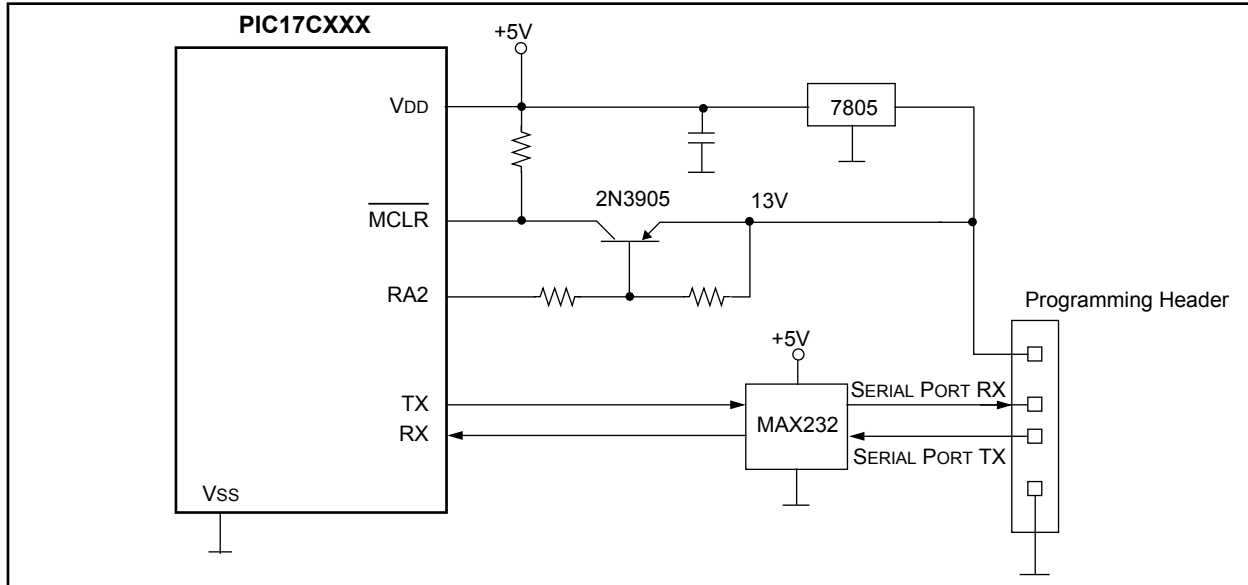 PIC17CXXX
+5V
VDD
7805
2N3905
13V
MCLR
RA2
Programming Header
+5V
TX
SERIAL PORT RX
MAX232
RX
SERIAL PORT TX
VSS